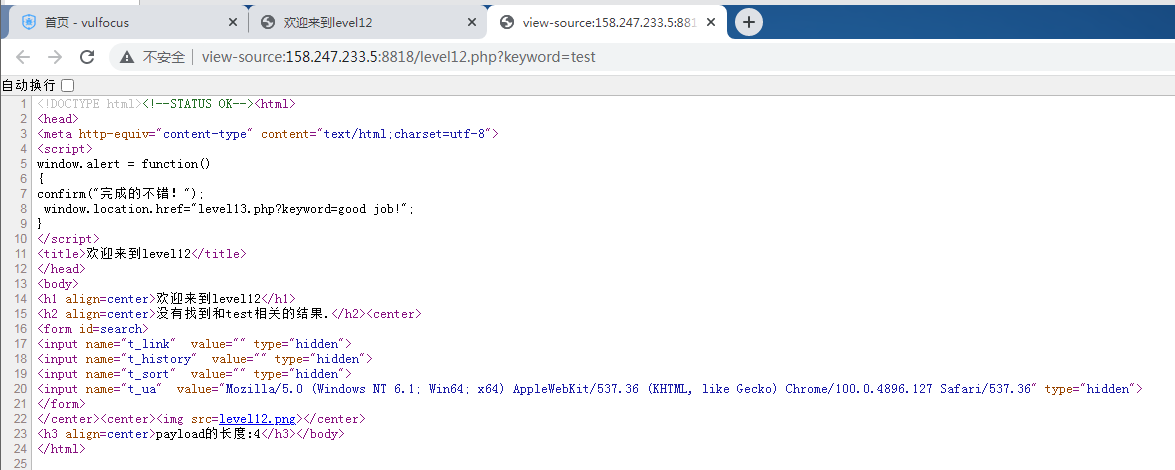 首页 - vulfocus
欢迎来到level12
view-source:158.247.233.5:881
不安全 | view-source:158.247.233.5:8818/level12.php?keyword=test
自动换行
1 <!DOCTYPE html><!--STATUS OK--><html>
2 <head>
3 <meta http-equiv="content-type" content="text/html;charset=utf-8">
4 <script>
5 window.alert = function()
6 {
7 confirm("完成的不错！");
8  window.location.href="level13.php?keyword=good job!";
9 }
10 </script>
11 <title>欢迎来到level12</title>
12 </head>
13 <body>
14 <h1 align=center>欢迎来到level12</h1>
15 <h2 align=center>没有找到和test相关的结果.</h2><center>
16 <form id=search>
17 <input name="t_link"  value="" type="hidden">
18 <input name="t_history"  value="" type="hidden">
19 <input name="t_sort"  value="" type="hidden">
20 <input name="t_ua"  value="Mozilla/5.0 (Windows NT 6.1; Win64; x64) AppleWebKit/537.36 (KHTML, like Gecko) Chrome/100.0.4896.127 Safari/537.36" type="hidden">
21 </form>
22 </center><center><img src=level12.png></center>
23 <h3 align=center>payload的长度:4</h3></body>
24 </html>
25